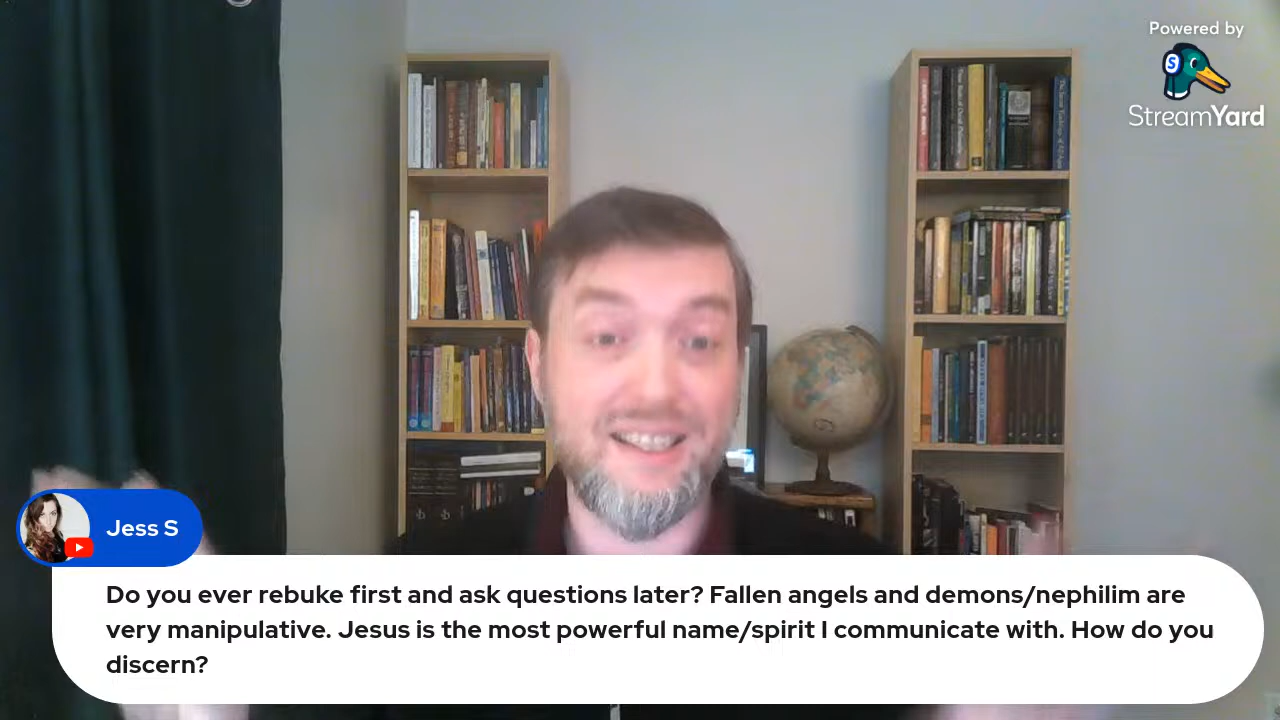 Powered by
StreamYard
Jess S
Do you ever rebuke first and ask questions later? Fallen angels and demons/nephilim are
very manipulative. Jesus is the most powerful name/spirit I communicate with. How do you
discern?